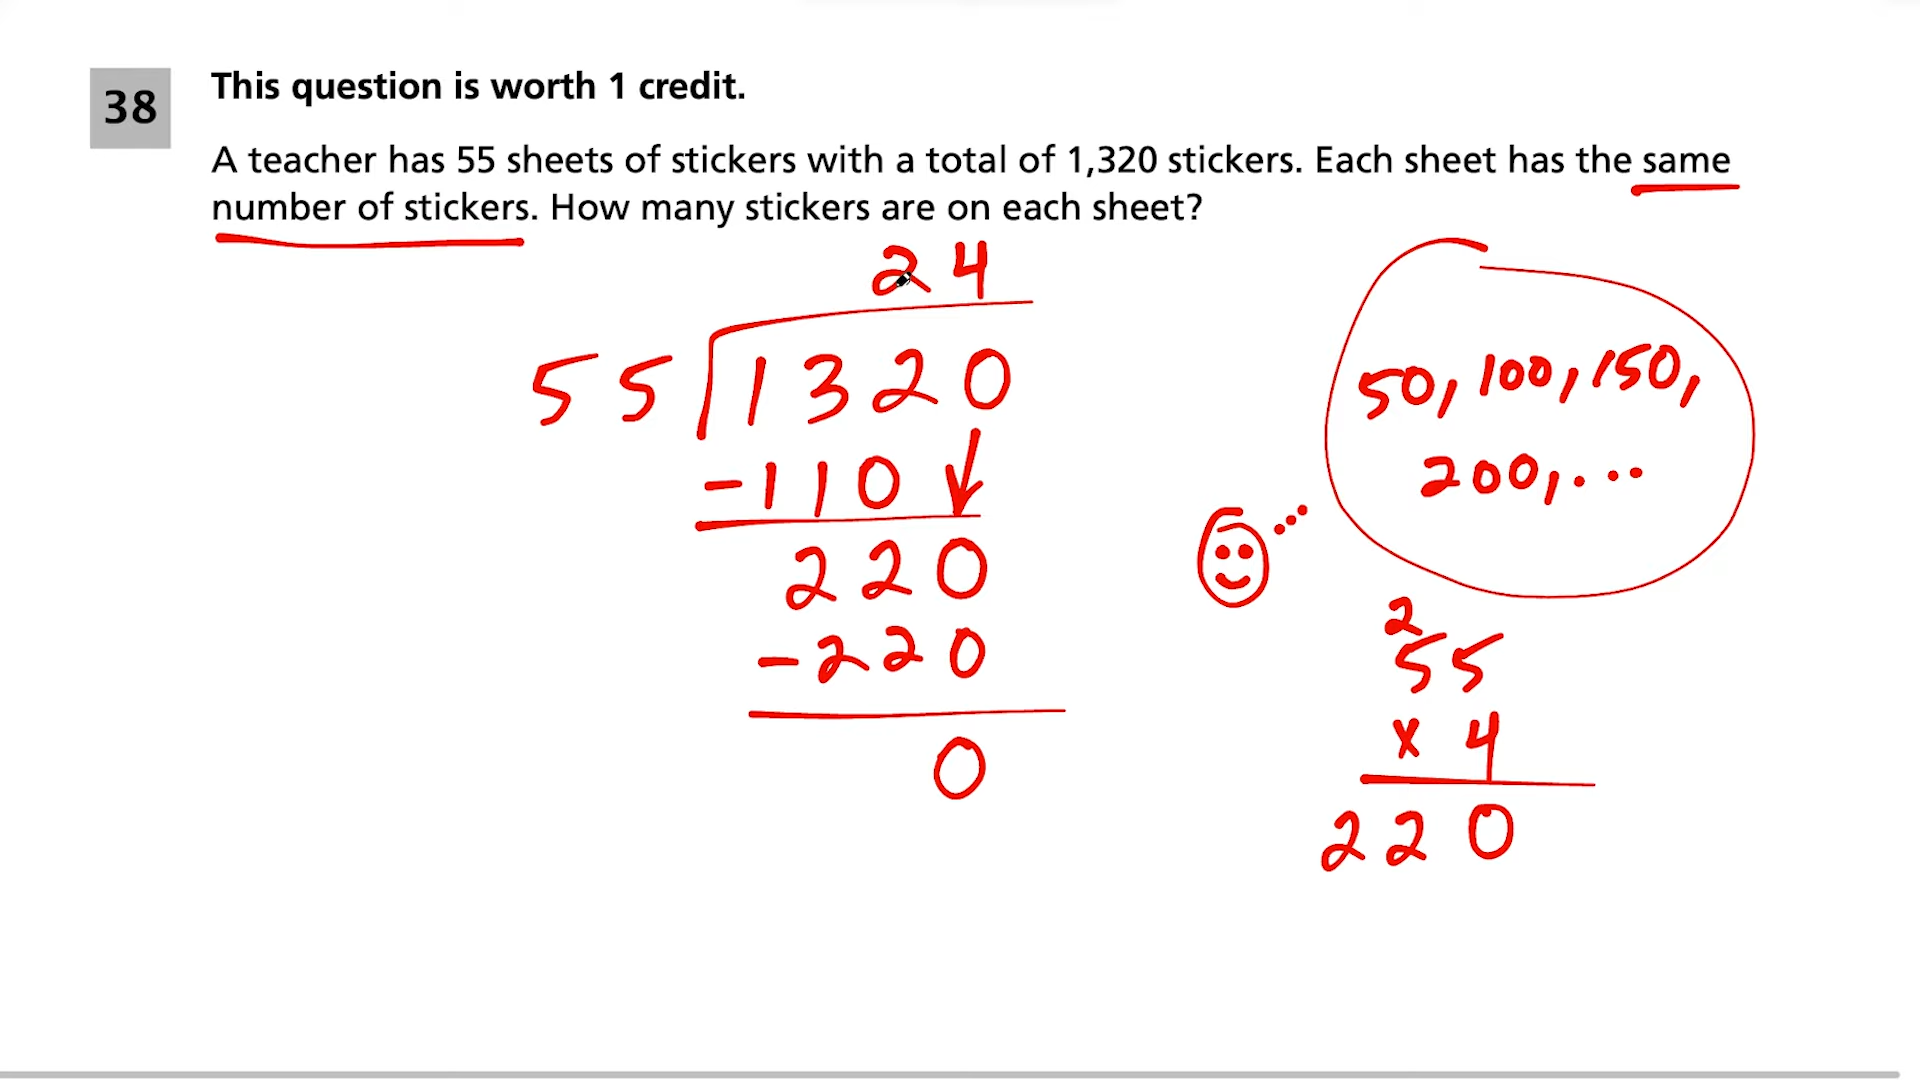 38
This question is worth 1 credit.
A teacher has 55 sheets of stickers with a total of 1,320 stickers. Each sheet has the same
number of stickers. How many stickers are on each sheet?
24
55 1320
-110
220
-220
0
50, 100, 150,
200, ...
2
55
x 4
220